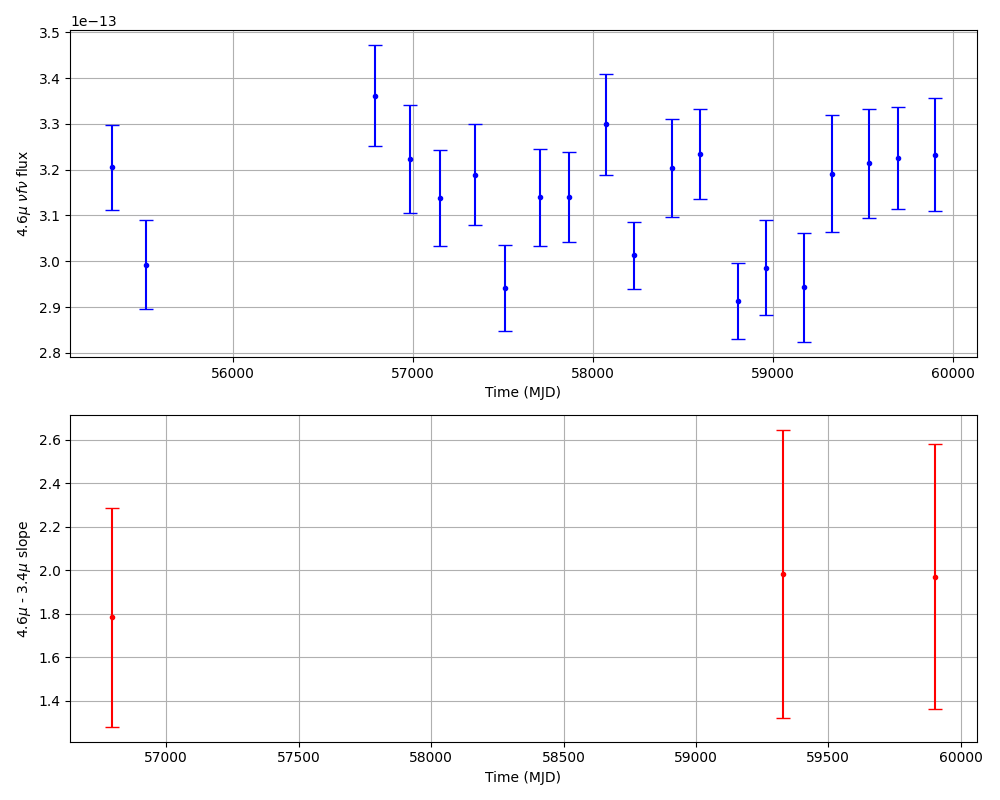 1e−13
3.5
3.4
3.3
3.2
3.1
3.0
2.9
2.8
4.6μ νfν flux
56000 57000 58000 59000 60000
Time (MJD)
2.6
2.4
2.2
2.0
1.8
1.6
1.4
4.6μ - 3.4μ slope
57000 57500 58000 58500 59000 59500 60000
Time (MJD)